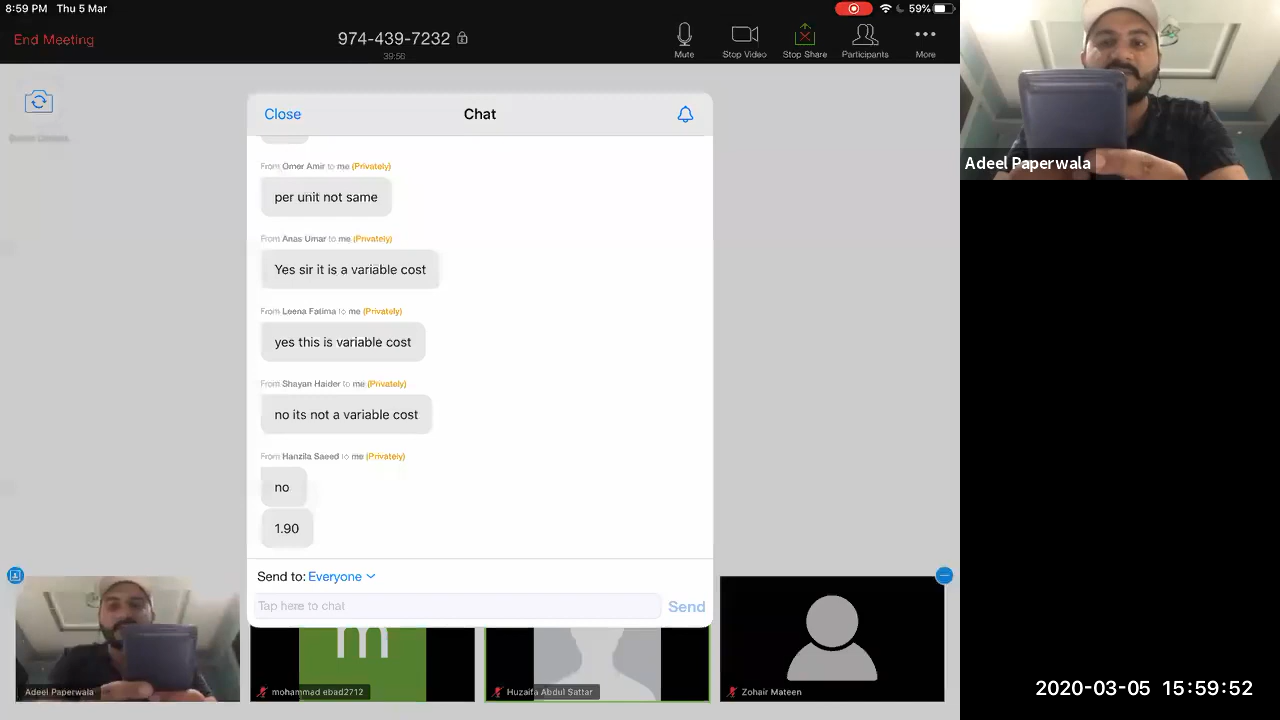 8:59 PM Thu 5 Mar
59%
End Meeting
974-439-7232
39:56
Mute
Stop Video
Stop Share
Participants
More
Close
Chat
From Omer Amir to me (Privately)
per unit not same
From Anas Umar to me (Privately)
Yes sir it is a variable cost
From Leena Fatima to me (Privately)
yes this is variable cost
From Shayan Haider to me (Privately)
no its not a variable cost
From Hanzila Saeed to me (Privately)
no
1.90
Send to: Everyone
Tap here to chat
Send
Adeel Paperwala
m
mohammad ebad2712
Huzaifa Abdul Sattar
Zohair Mateen
Adeel Paperwala
2020-03-05 15:59:52